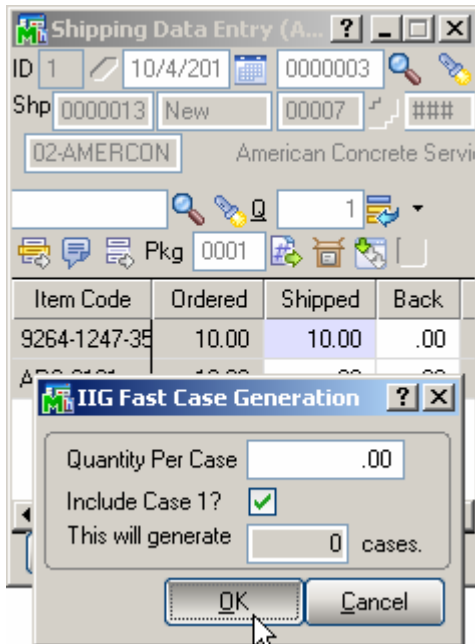 Shipping Data Entry (A...
ID 1 10/4/201 0000003
Shp 0000013 New 00007 ###
02-AMERCON American Concrete Servi
Q 1
Pkg 0001
Item Code Ordered Shipped Back
9264-1247-35 10.00 10.00 .00
IIG Fast Case Generation
Quantity Per Case .00
Include Case 1?
This will generate 0 cases.
OK Cancel